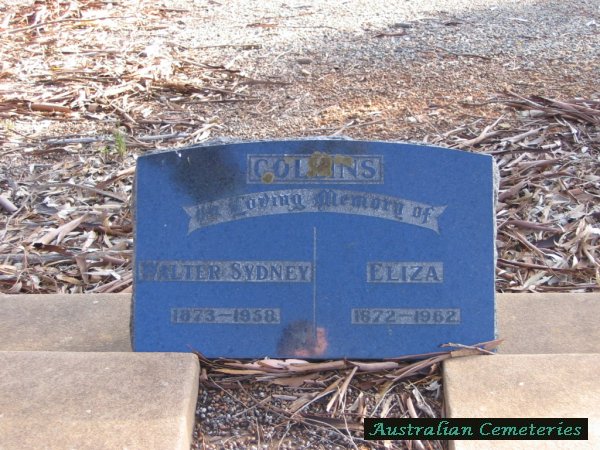 COLLINS
In Loving Memory of
WALTER SYDNEY
1873–1958.
ELIZA
1872–1962.
Australian Cemeteries